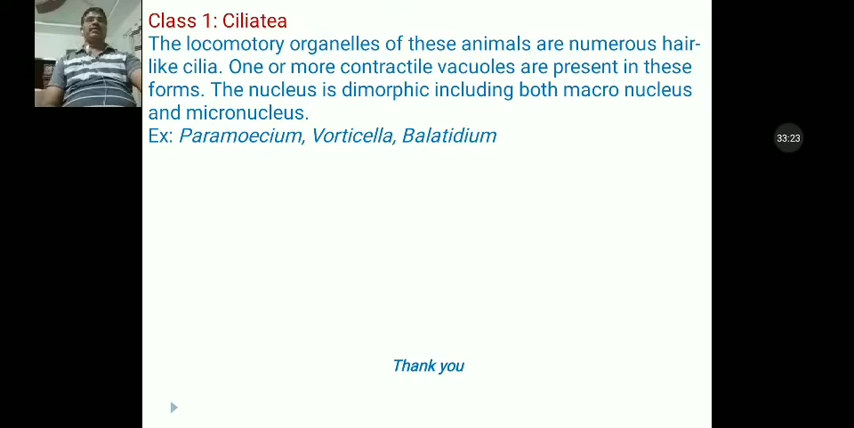 Class 1: Ciliatea
The locomotory organelles of these animals are numerous hair-
like cilia. One or more contractile vacuoles are present in these
forms. The nucleus is dimorphic including both macro nucleus
and micronucleus.
Ex: Paramoecium, Vorticella, Balatidium
33:23
Thank you